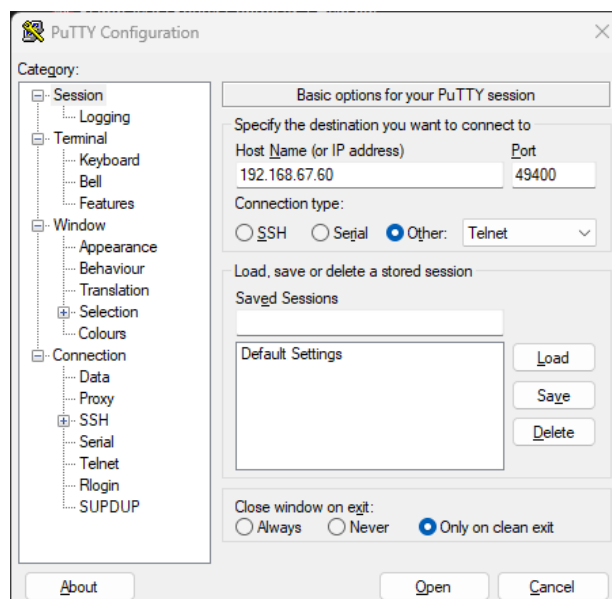 PuTTY Configuration
Category:
Session
Logging
Terminal
Keyboard
Bell
Features
Window
Appearance
Behaviour
Translation
Selection
Colours
Connection
Data
Proxy
SSH
Serial
Telnet
Rlogin
SUPDUP
Basic options for your PuTTY session
Specify the destination you want to connect to
Host Name (or IP address) Port
192.168.67.60 49400
Connection type:
SSH Serial Other: Telnet
Load, save or delete a stored session
Saved Sessions
Default Settings
Load
Save
Delete
Close window on exit:
Always Never Only on clean exit
About Open Cancel